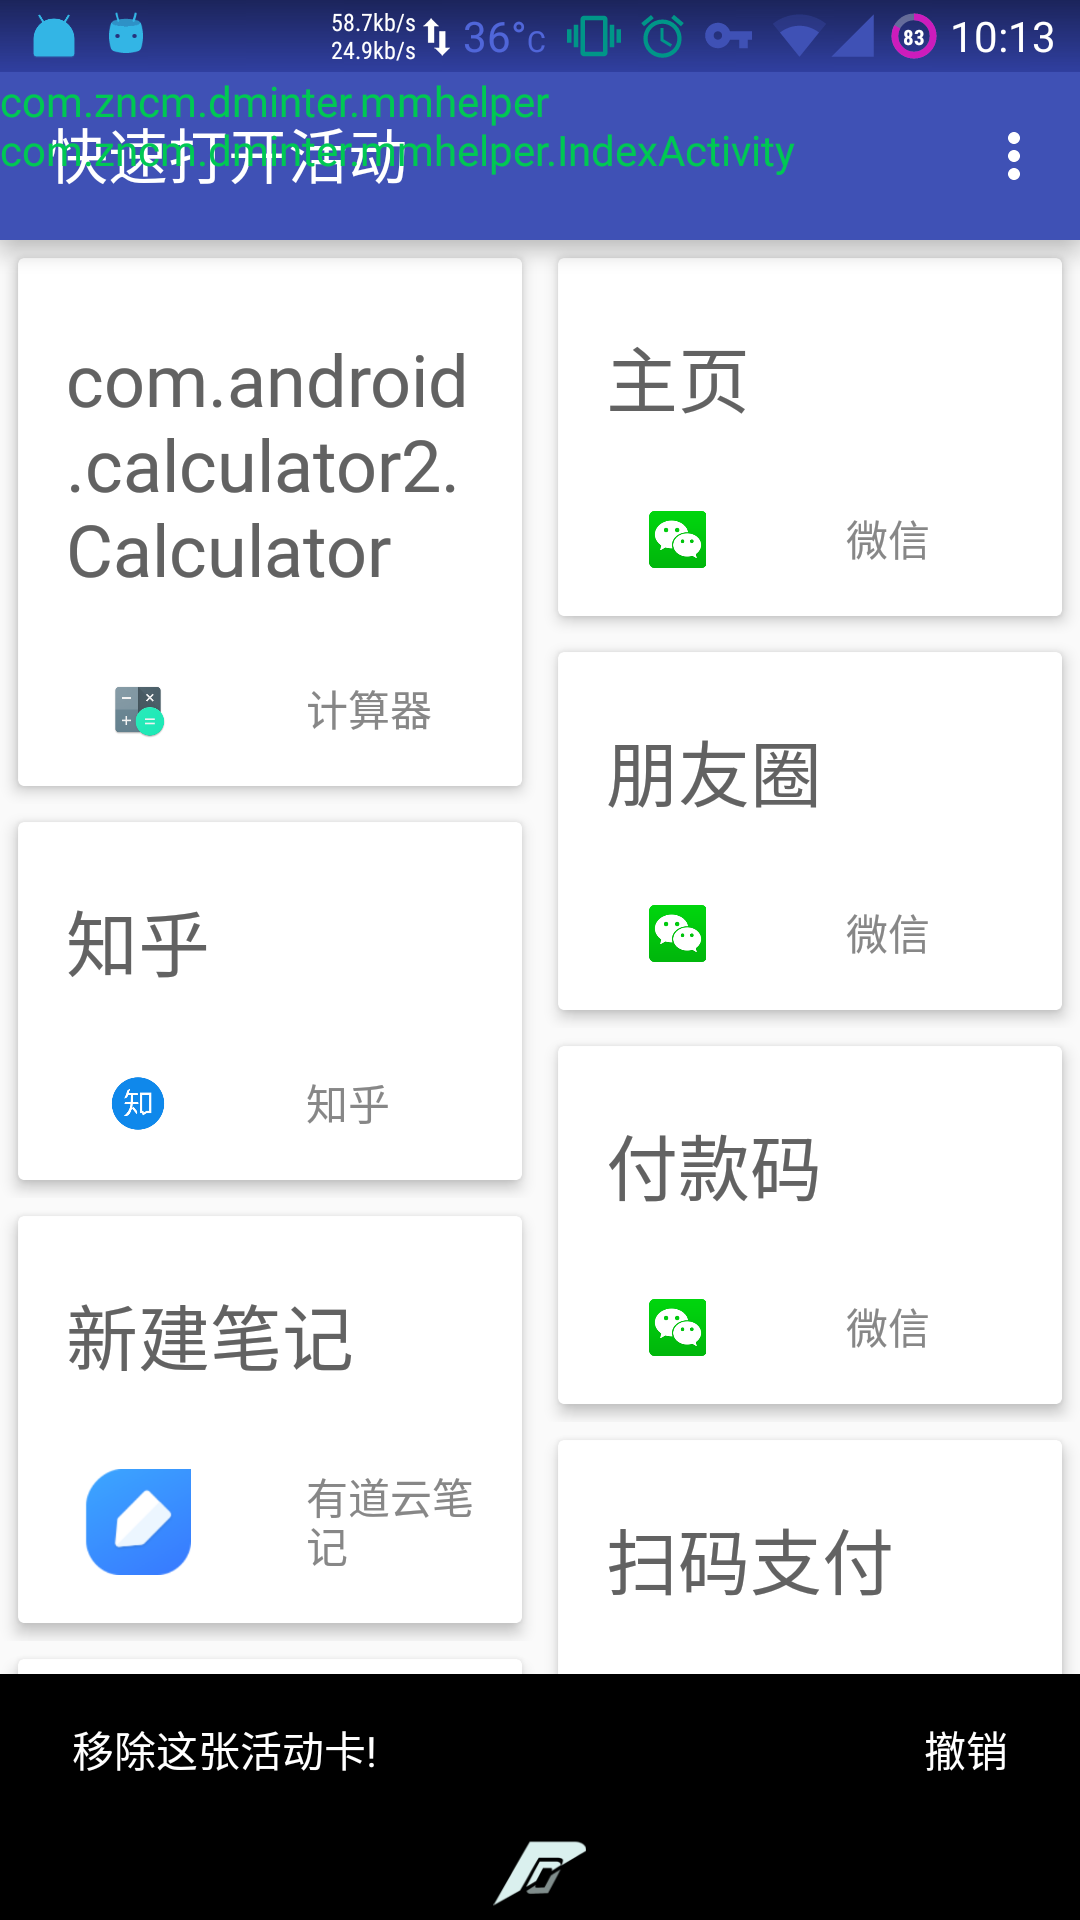 58.7kb/s
24.9kb/s
36°C
83
10:13
com.zncm.dminter.mmhelper
快速打开活动
com.zncm.dminter.mmhelper.IndexActivity
com.android
.calculator2.
Calculator
计算器
主页
微信
朋友圈
微信
知乎
知
知乎
付款码
微信
新建笔记
有道云笔
记
扫码支付
移除这张活动卡!
撤销